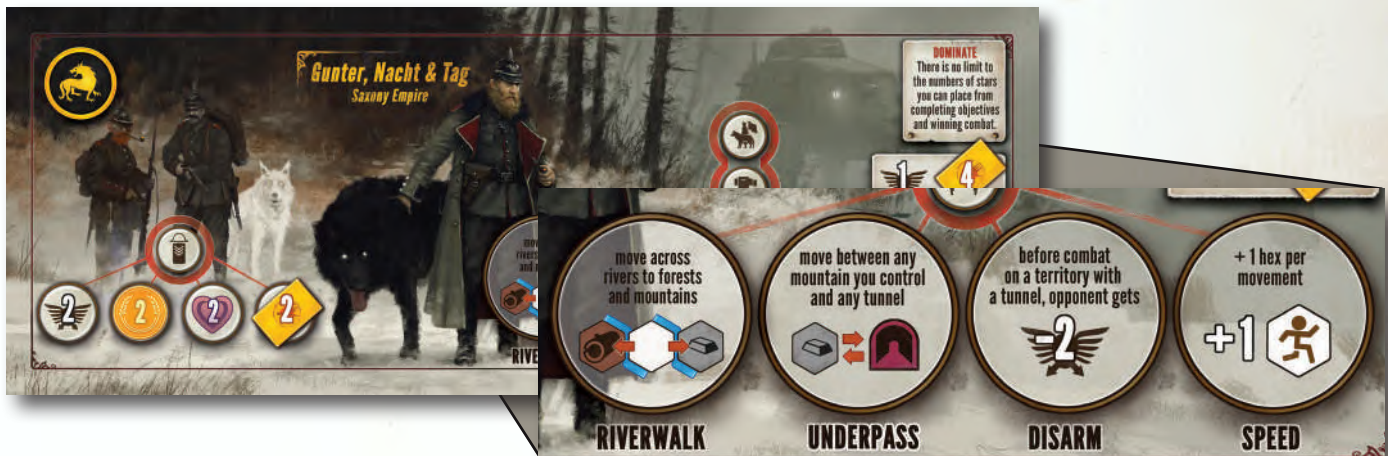 Gunter, Nacht & Tag
Saxony Empire
DOMINATE
There is no limit to
the numbers of stars
you can place from
completing objectives
and winning combat.
1
4
2
2
2
2
move across
rivers to forests
and mountains
move between any
mountain you control
and any tunnel
before combat
on a territory with
a tunnel, opponent gets
-2
+ 1 hex per
movement
+1
RIVERWALK
UNDERPASS
DISARM
SPEED